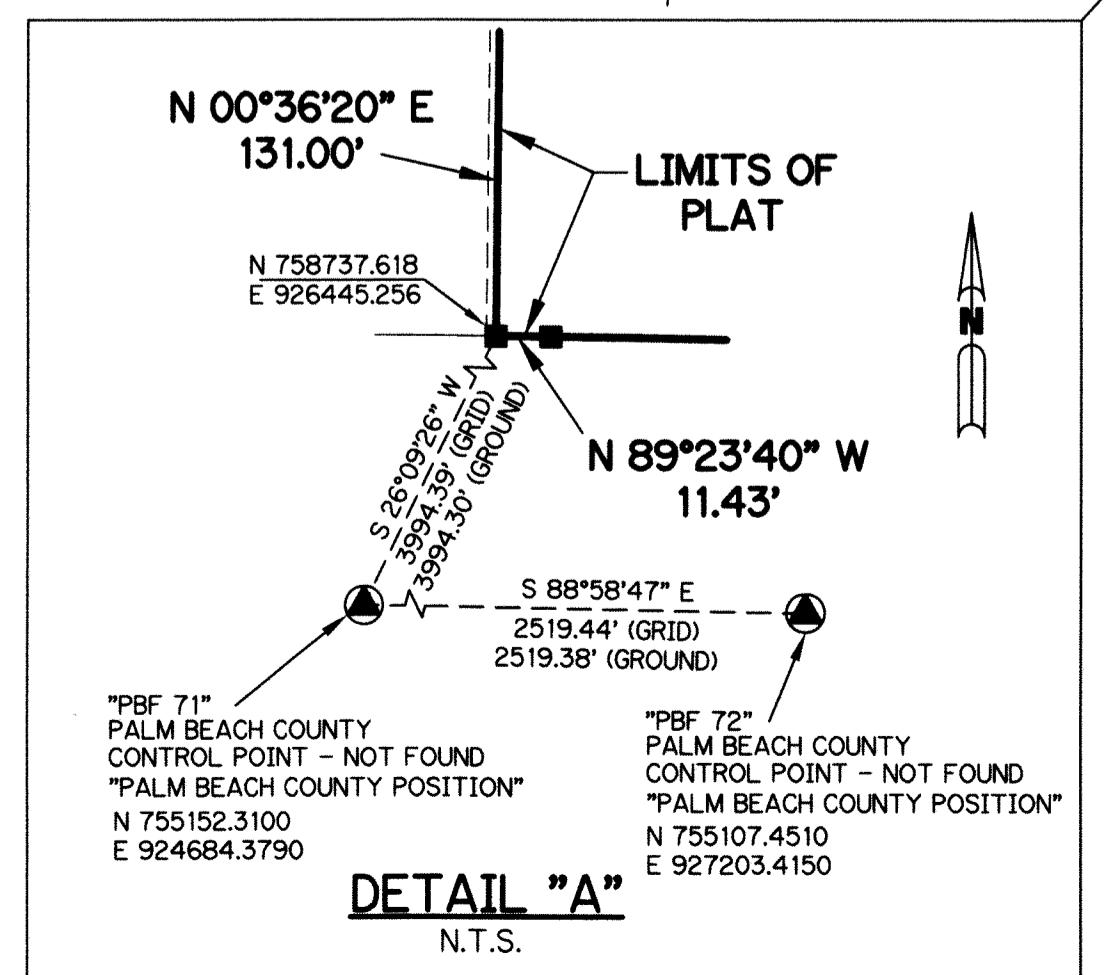 N 00°36'20" E
131.00'
LIMITS OF
PLAT
N 758737.618
E 926445.256
N
S 26°09'26" W
3994.39' (GRID)
3994.30' (GROUND)
N 89°23'40" W
11.43'
S 88°58'47" E
2519.44' (GRID)
2519.38' (GROUND)
"PBF 71"
PALM BEACH COUNTY
CONTROL POINT - NOT FOUND
"PALM BEACH COUNTY POSITION"
N 755152.3100
E 924684.3790
"PBF 72"
PALM BEACH COUNTY
CONTROL POINT - NOT FOUND
"PALM BEACH COUNTY POSITION"
N 755107.4510
E 927203.4150
DETAIL "A"
N.T.S.